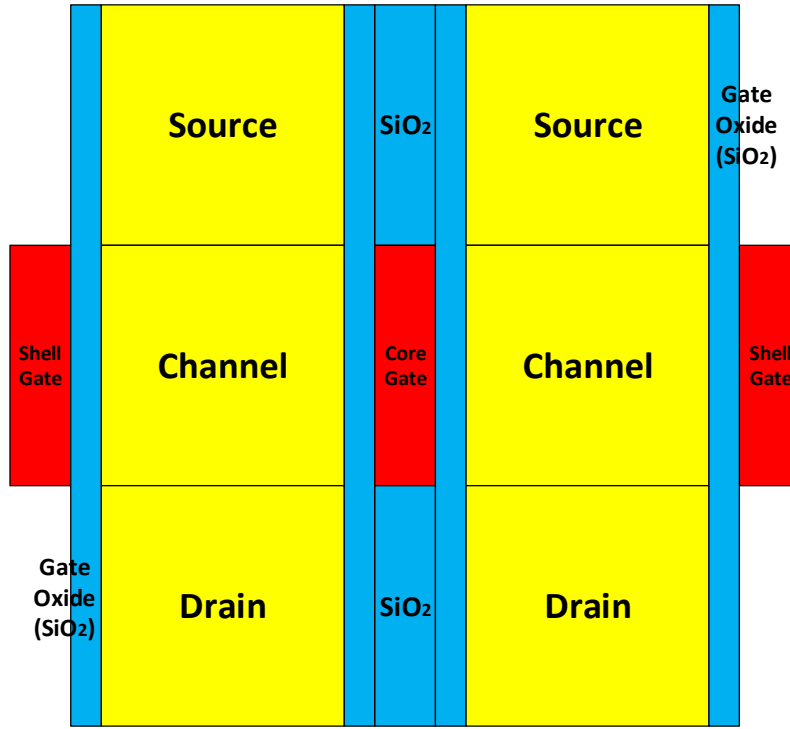 Source
SiO₂
Source
Gate
Oxide
(SiO₂)
Shell
Gate
Channel
Core
Gate
Channel
Shell
Gate
Gate
Oxide
(SiO₂)
Drain
SiO₂
Drain